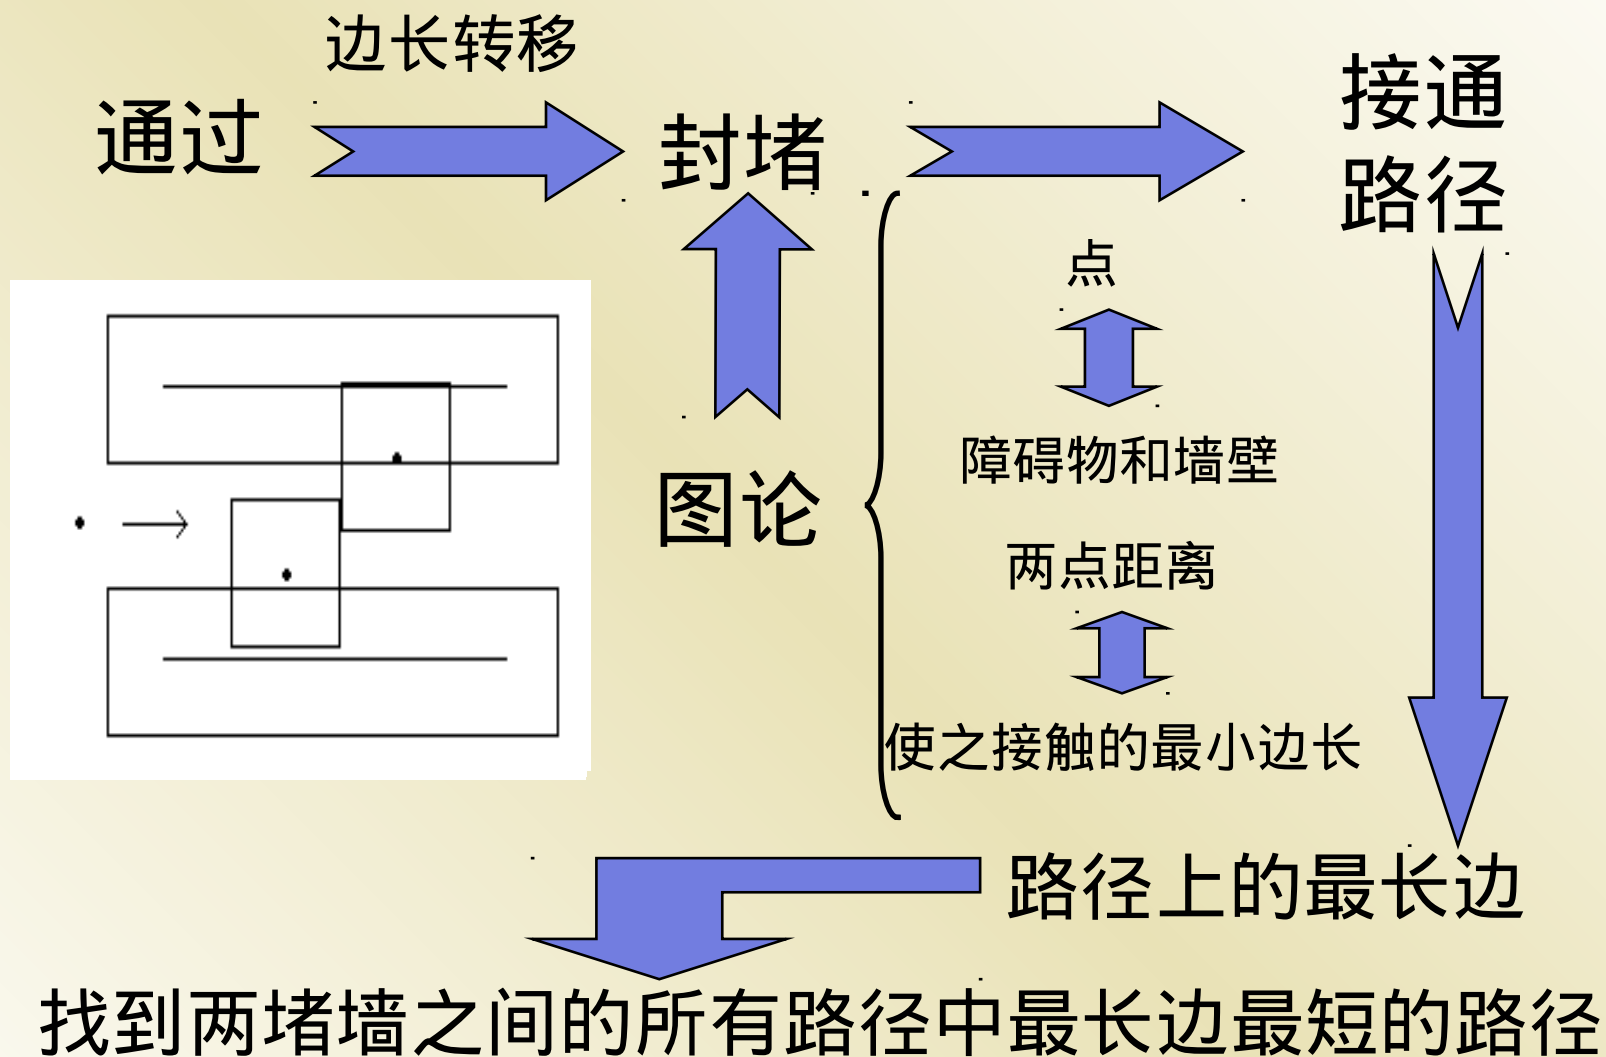 边长转移
通过
封堵
接通
路径
图论
点
障碍物和墙壁
两点距离
使之接触的最小边长
路径上的最长边
找到两堵墙之间的所有路径中最长边最短的路径